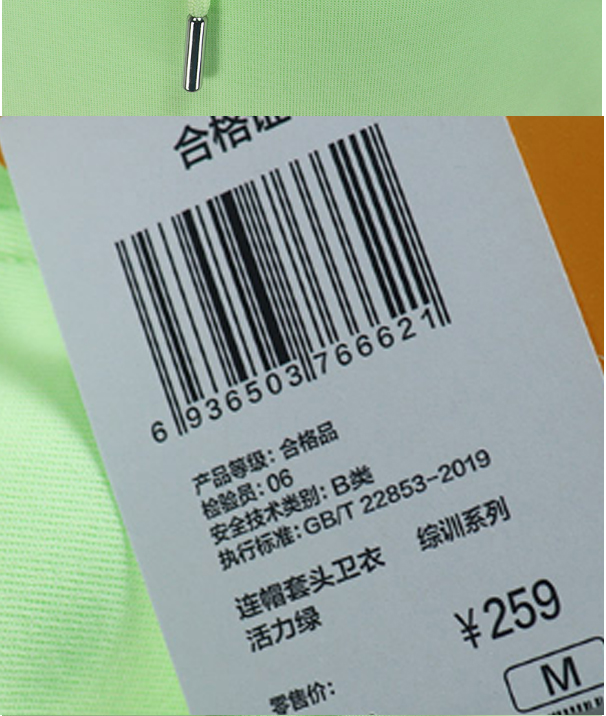 合格证
6 936503 766621
产品等级: 合格品
检验员: 06
安全技术类别: B类
执行标准: GB/T 22853-2019
连帽套头卫衣 综训系列
活力绿
¥259
零售价:
M